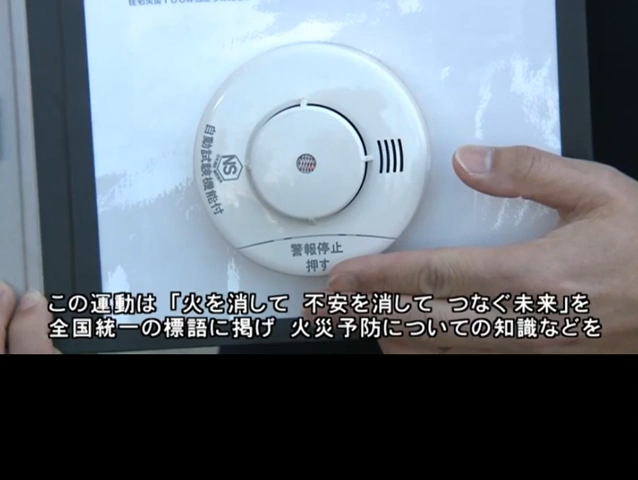 自動試験機能付
NS
警報停止
押す
この運動は 「火を消して 不安を消して つなぐ未来」を
全国統一の標語に掲げ 火災予防についての知識などを